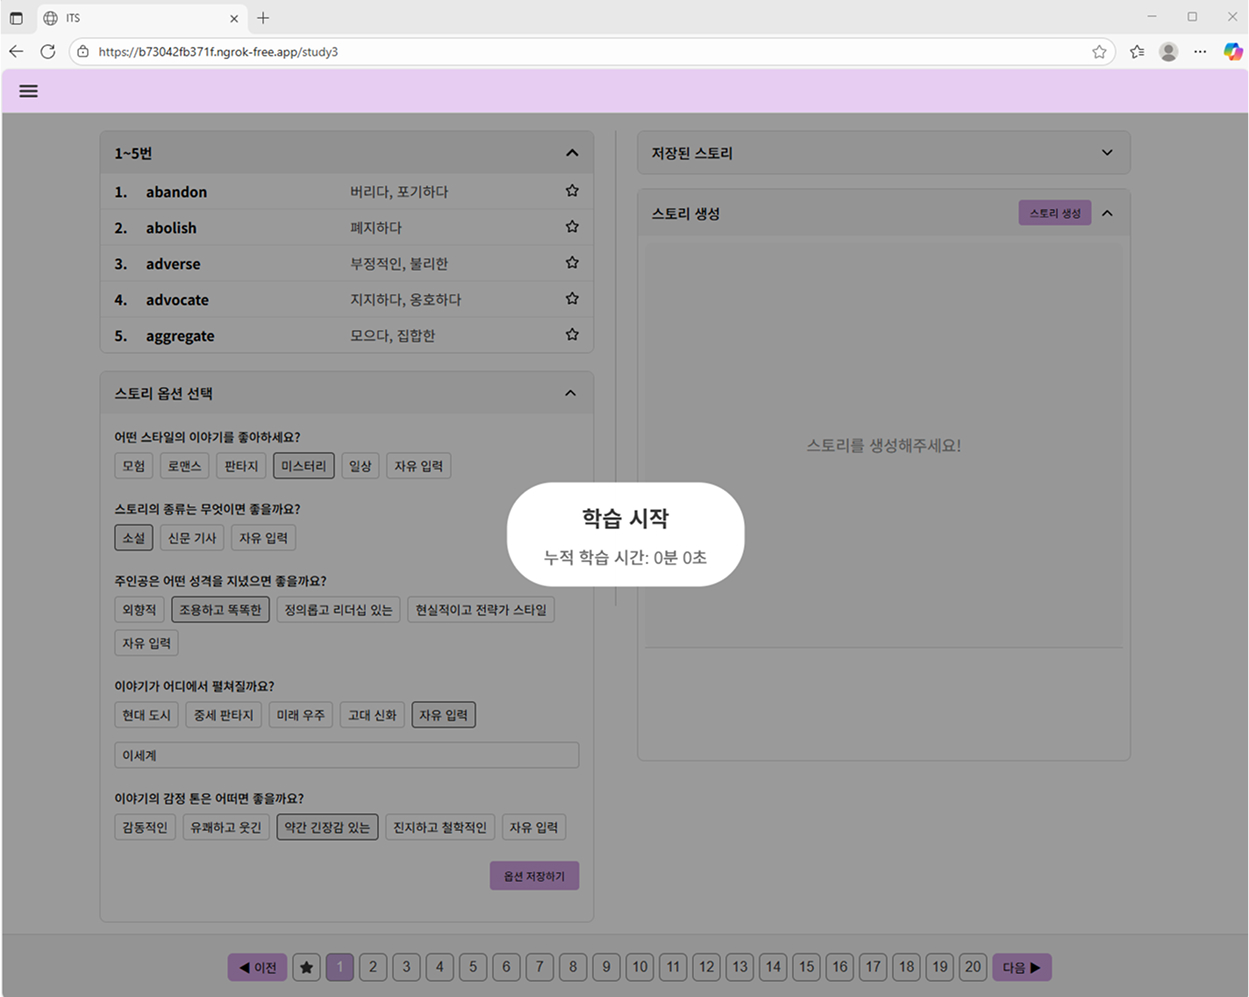 ITS
https://b73042fb371f.ngrok-free.app/study3
1~5번
1. abandon 버리다, 포기하다
2. abolish 폐지하다
3. adverse 부정적인, 불리한
4. advocate 지지하다, 옹호하다
5. aggregate 모으다, 집합한
스토리 옵션 선택
어떤 스타일의 이야기를 좋아하세요?
모험 로맨스 판타지 미스터리 일상 자유 입력
스토리의 종류는 무엇이면 좋을까요?
소설 신문 기사 자유 입력
주인공은 어떤 성격을 지녔으면 좋을까요?
외향적 조용하고 똑똑한 정의롭고 리더십 있는 현실적이고 전략가 스타일
자유 입력
이야기가 어디에서 펼쳐질까요?
현대 도시 중세 판타지 미래 우주 고대 신화 자유 입력
이세계
이야기의 감정 톤은 어떠면 좋을까요?
감동적인 유쾌하고 웃긴 약간 긴장감 있는 진지하고 철학적인 자유 입력
옵션 저장하기
저장된 스토리
스토리 생성 스토리 생성
스토리를 생성해주세요!
학습 시작
누적 학습 시간: 0분 0초
◀ 이전 ★ 1 2 3 4 5 6 7 8 9 10 11 12 13 14 15 16 17 18 19 20 다음 ▶